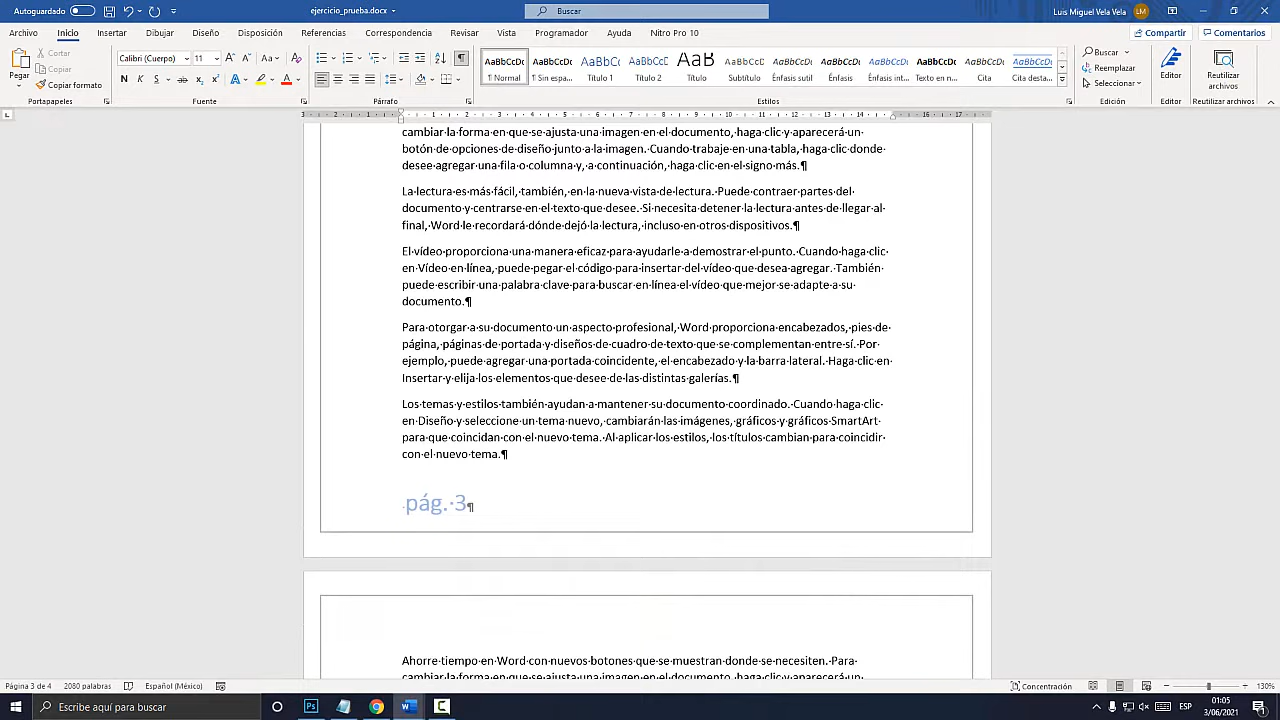 Autoguardado
ejercicio_prueba.docx
Buscar
Luis Miguel Vela Vela
LM
Archivo Inicio Insertar Dibujar Diseño Disposición Referencias Correspondencia Revisar Vista Programador Ayuda Nitro Pro 10
Compartir Comentarios
Pegar
Cortar
Copiar
Copiar formato
Portapapeles
Calibri (Cuerpo) 11
N K S
Fuente
Párrafo
¶ Normal
¶ Sin espa...
Título 1
Título 2
Título
Subtítulo
Énfasis sutil
Énfasis
Énfasis int...
Texto en n...
Cita
Cita desta...
Estilos
Buscar
Reemplazar
Seleccionar
Edición
Editor
Editor
Reutilizar archivos
Reutilizar archivos
cambiar·la·forma·en·que·se·ajusta·una·imagen·en·el·documento,·haga·clic·y·aparecerá·un·
botón·de·opciones·de·diseño·junto·a·la·imagen.·Cuando·trabaje·en·una·tabla,·haga·clic·donde·
desee·agregar·una·fila·o·columna·y,·a·continuación,·haga·clic·en·el·signo·más.¶
La·lectura·es·más·fácil,·también,·en·la·nueva·vista·de·lectura.·Puede·contraer·partes·del·
documento·y·centrarse·en·el·texto·que·desee.·Si·necesita·detener·la·lectura·antes·de·llegar·al·
final,·Word·le·recordará·dónde·dejó·la·lectura,·incluso·en·otros·dispositivos.¶
El·vídeo·proporciona·una·manera·eficaz·para·ayudarle·a·demostrar·el·punto.·Cuando·haga·clic·
en·Vídeo·en·línea,·puede·pegar·el·código·para·insertar·del·vídeo·que·desea·agregar.·También·
puede·escribir·una·palabra·clave·para·buscar·en·línea·el·vídeo·que·mejor·se·adapte·a·su·
documento.¶
Para·otorgar·a·su·documento·un·aspecto·profesional,·Word·proporciona·encabezados,·pies·de·
página,·páginas·de·portada·y·diseños·de·cuadro·de·texto·que·se·complementan·entre·sí.·Por·
ejemplo,·puede·agregar·una·portada·coincidente,·el·encabezado·y·la·barra·lateral.·Haga·clic·en·
Insertar·y·elija·los·elementos·que·desee·de·las·distintas·galerías.¶
Los·temas·y·estilos·también·ayudan·a·mantener·su·documento·coordinado.·Cuando·haga·clic·
en·Diseño·y·seleccione·un·tema·nuevo,·cambiarán·las·imágenes,·gráficos·y·gráficos·SmartArt·
para·que·coincidan·con·el·nuevo·tema.·Al·aplicar·los·estilos,·los·títulos·cambian·para·coincidir·
con·el·nuevo·tema.¶
·pág.·3¶
Ahorre·tiempo·en·Word·con·nuevos·botones·que·se·muestran·donde·se·necesiten.·Para·
cambiar·la·forma·en·que·se·ajusta·una·imagen·en·el·documento,·haga·clic·y·aparecerá·un·
Página 3 de 4 2080 palabras Español (México) Concentración 130%
Escribe aquí para buscar
ESP
01:05
3/06/2021